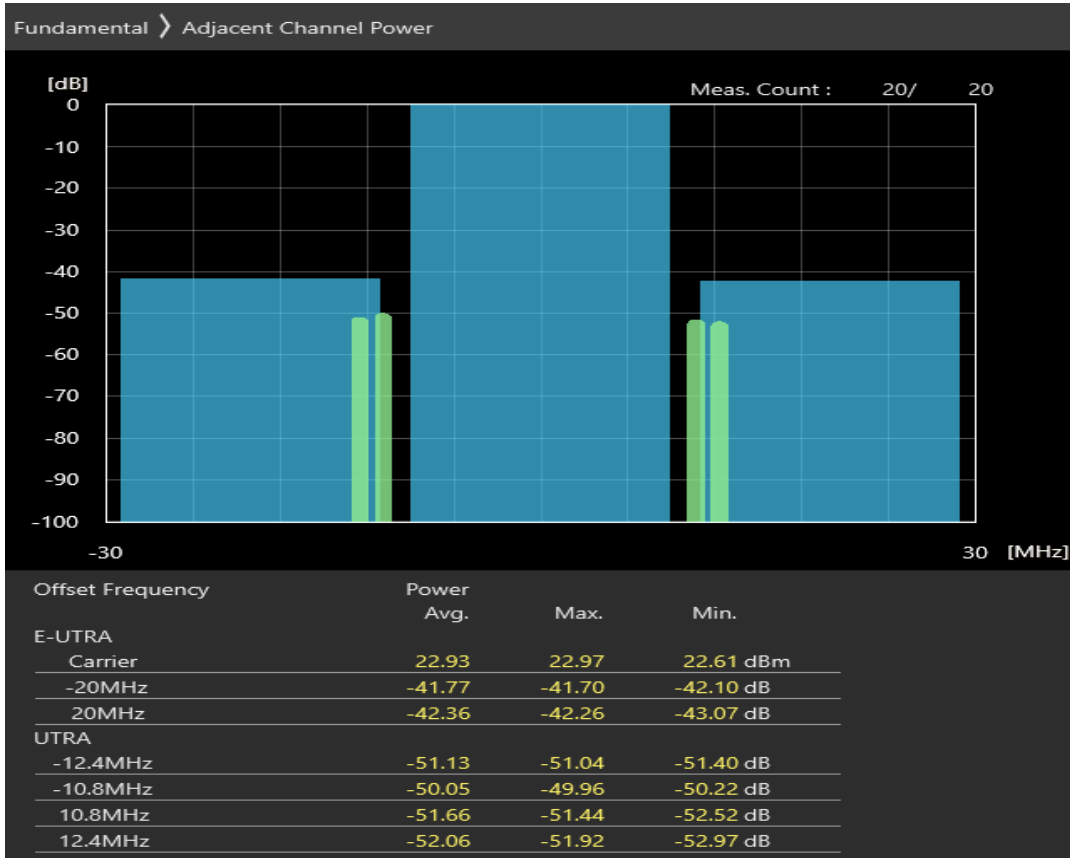 Fundamental 〉 Adjacent Channel Power
[dB]
Meas. Count : 20/ 20
0
-10
-20
-30
-40
-50
-60
-70
-80
-90
-100
-30 30 [MHz]
Offset Frequency Power
Avg. Max. Min.
E-UTRA
Carrier 22.93 22.97 22.61 dBm
-20MHz -41.77 -41.70 -42.10 dB
20MHz -42.36 -42.26 -43.07 dB
UTRA
-12.4MHz -51.13 -51.04 -51.40 dB
-10.8MHz -50.05 -49.96 -50.22 dB
10.8MHz -51.66 -51.44 -52.52 dB
12.4MHz -52.06 -51.92 -52.97 dB